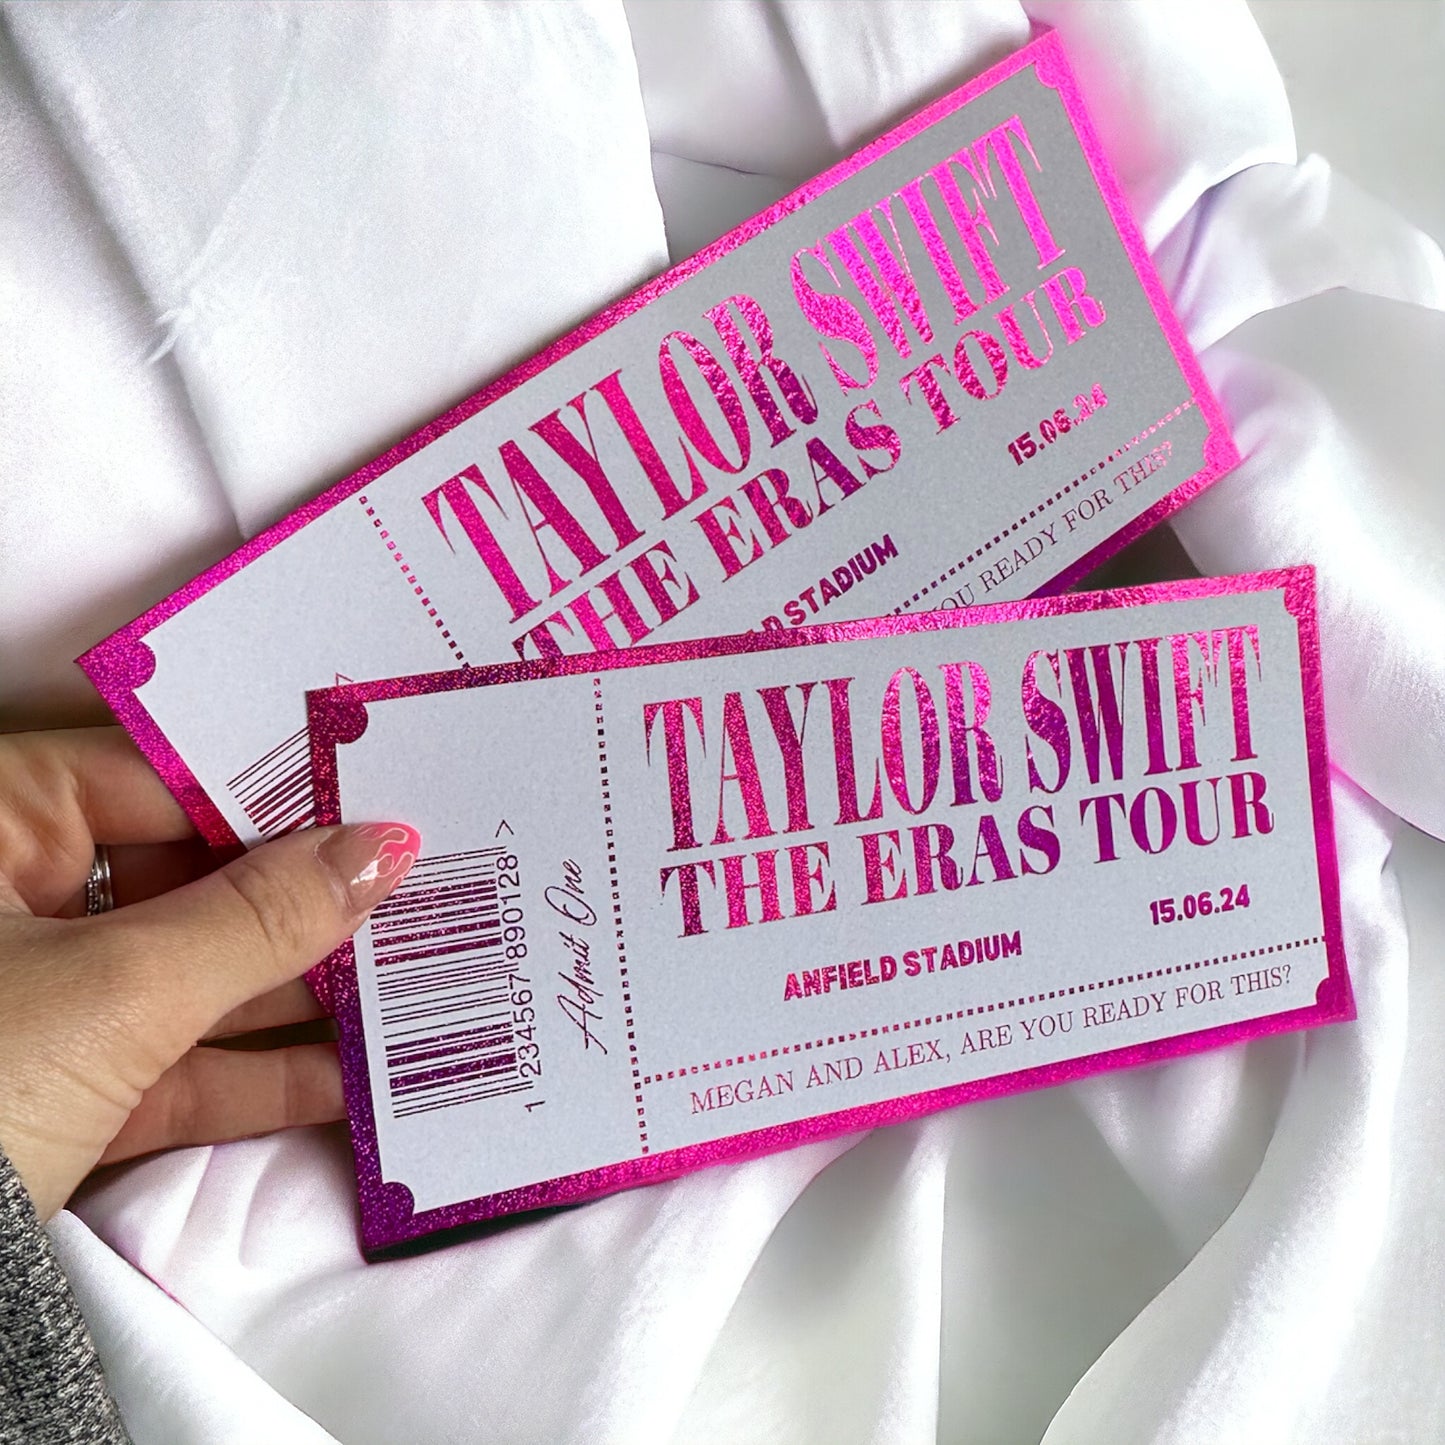 TAYLOR SWIFT
THE ERAS TOUR
15.06.24
STADIUM
YOU READY FOR THIS?
TAYLOR SWIFT
THE ERAS TOUR
15.06.24
ANFIELD STADIUM
MEGAN AND ALEX, ARE YOU READY FOR THIS?
Admit One
1 234567 890128 >